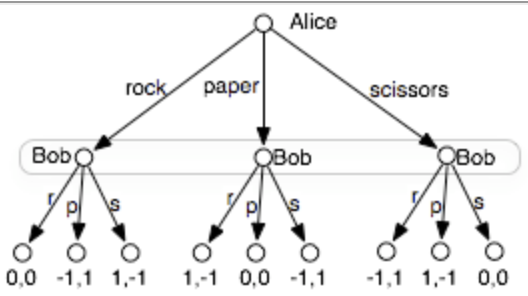 Alice
rock paper scissors
Bob Bob Bob
r p s r p s r p s
0,0 -1,1 1,-1 1,-1 0,0 -1,1 -1,1 1,-1 0,0